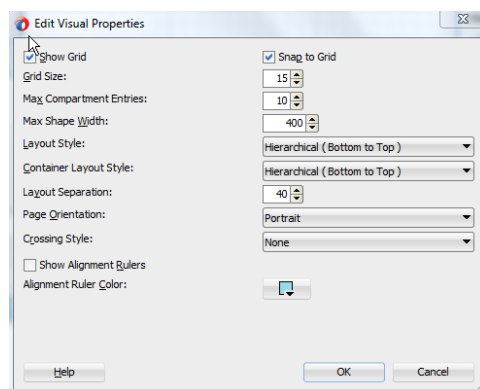 Edit Visual Properties
Show Grid
Snap to Grid
Grid Size:
15
Max Compartment Entries:
10
Max Shape Width:
400
Layout Style:
Hierarchical ( Bottom to Top )
Container Layout Style:
Hierarchical ( Bottom to Top )
Layout Separation:
40
Page Orientation:
Portrait
Crossing Style:
None
Show Alignment Rulers
Alignment Ruler Color:
Help
OK
Cancel